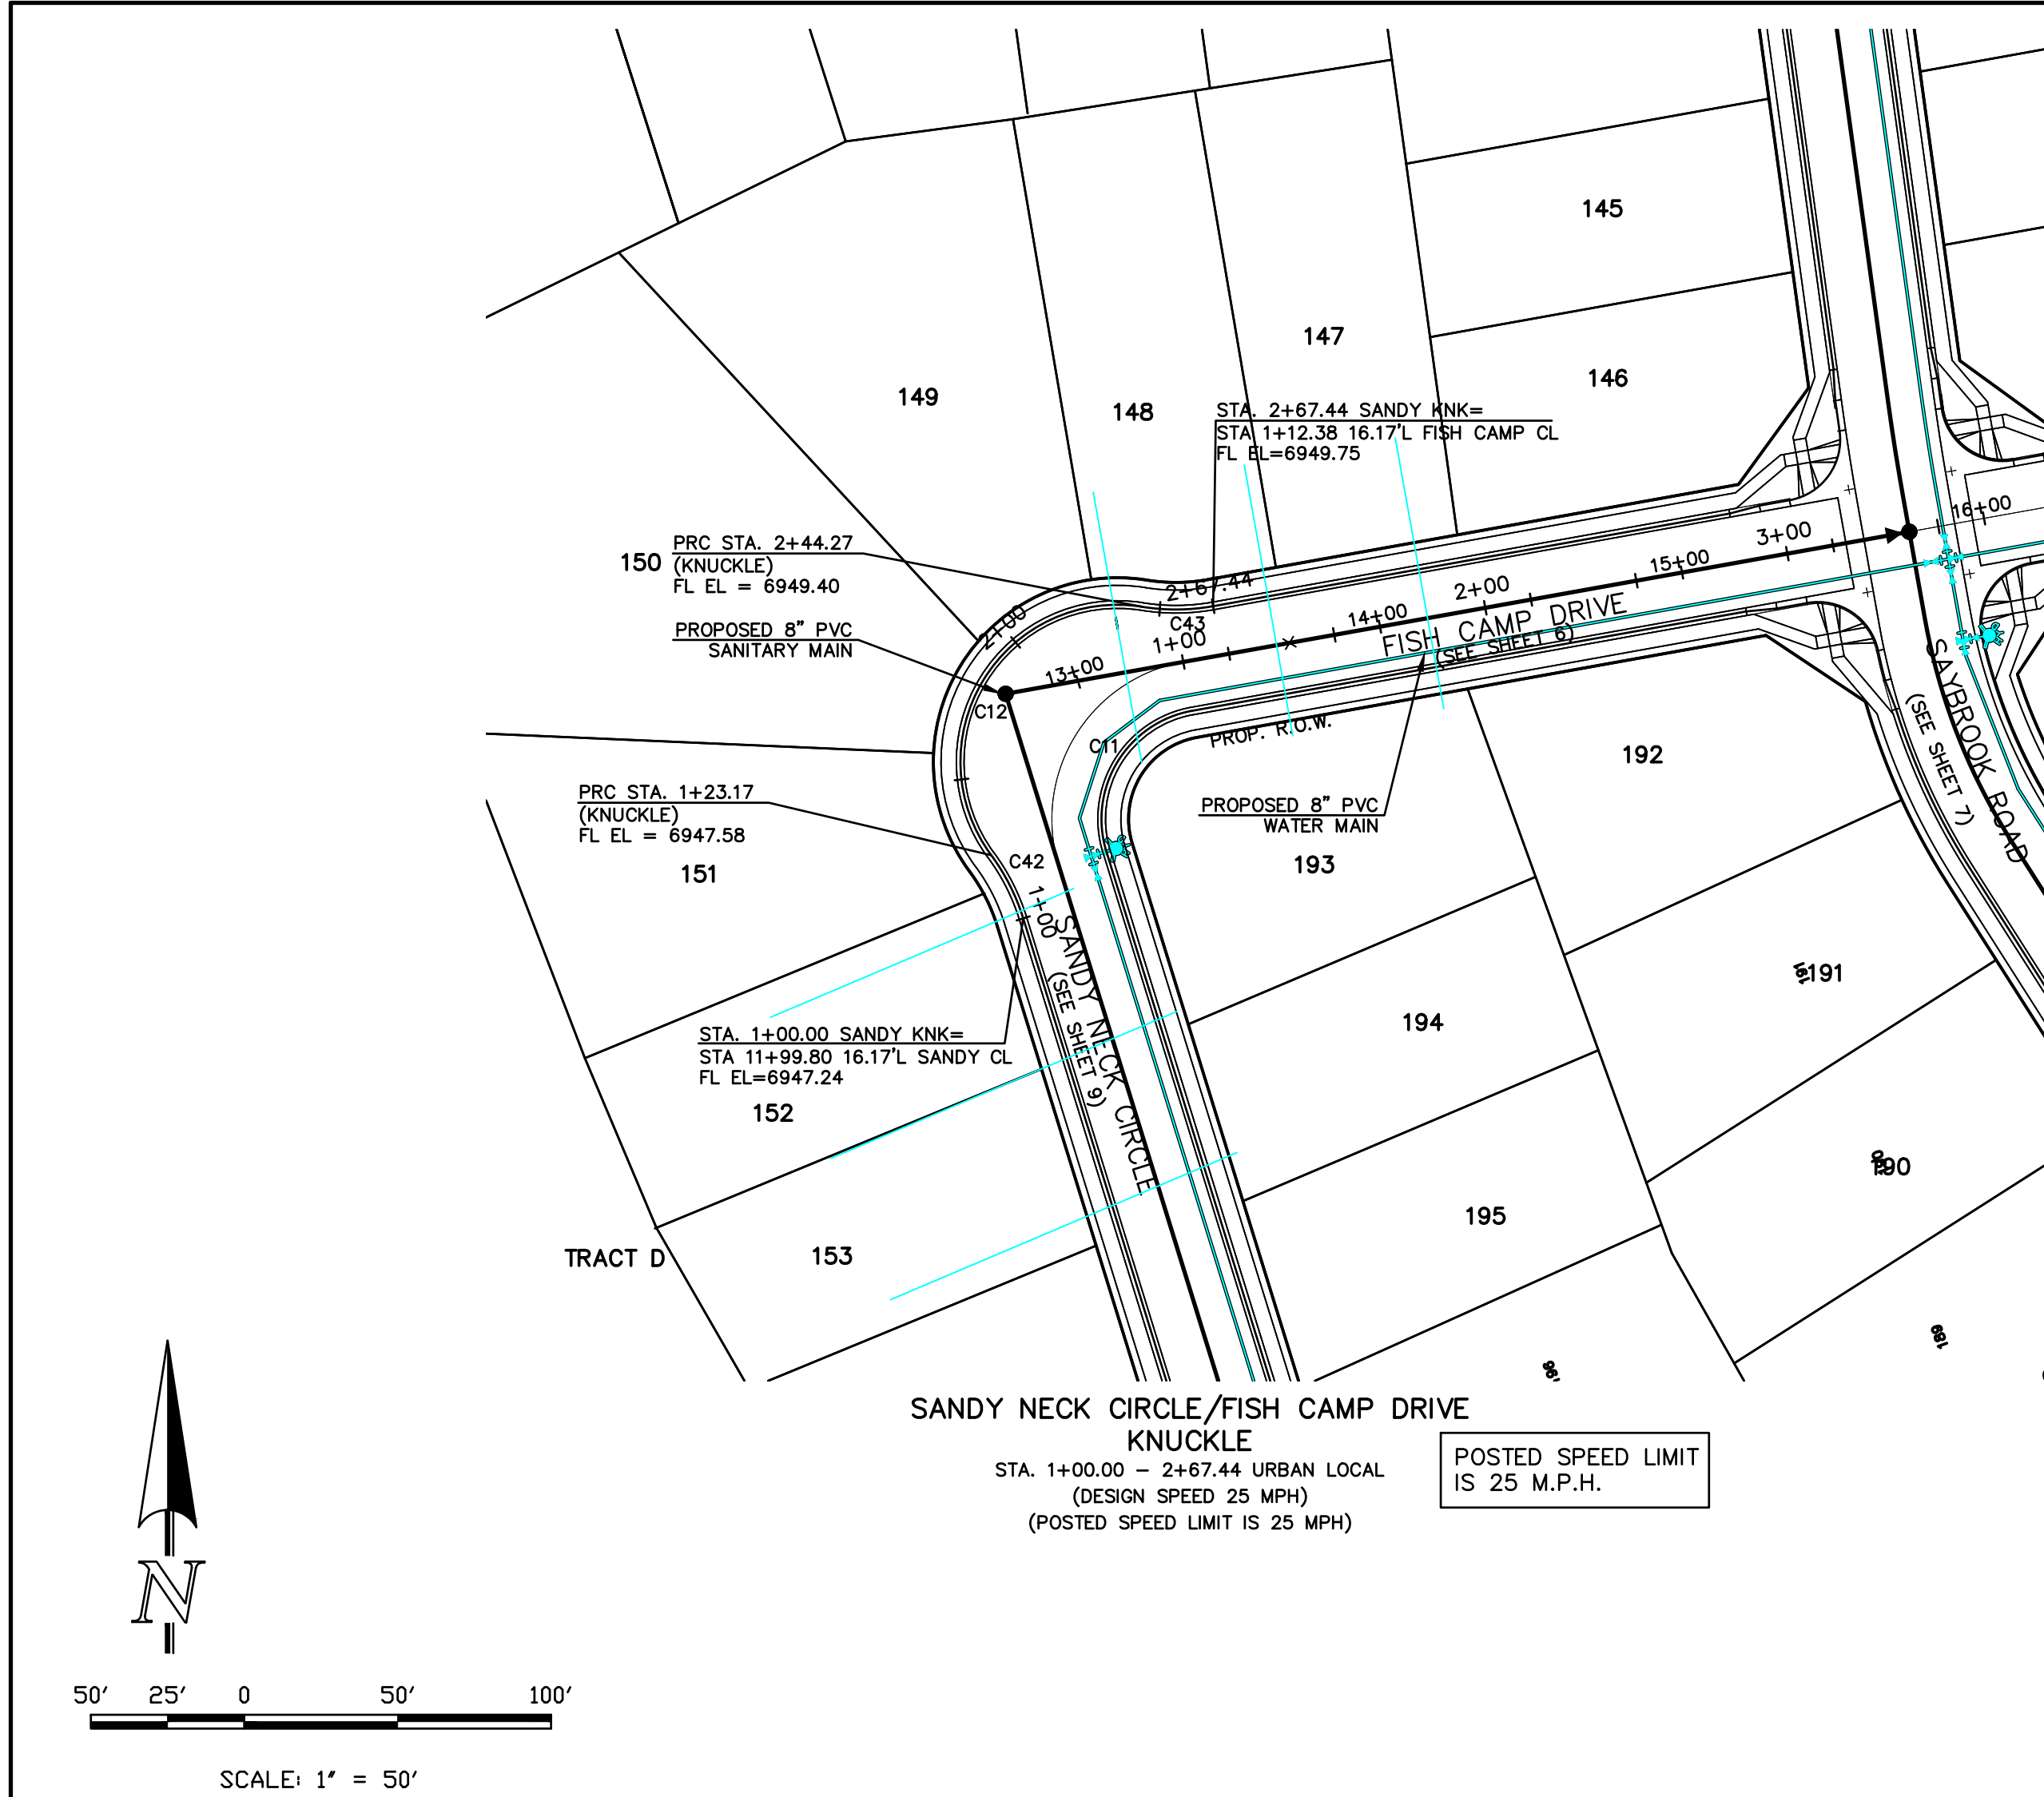 145
147
146
149
148
STA. 2+67.44 SANDY KNK=
STA 1+12.38 16.17'L FISH CAMP CL
FL EL=6949.75
16+00
3+00
15+00
2+00
14+00
FISH CAMP DRIVE
(SEE SHEET 6)
PRC STA. 2+44.27
(KNUCKLE)
FL EL = 6949.40
150
2+67.44
2+00
C43
1+00
13+00
PROPOSED 8" PVC
SANITARY MAIN
C12
C11
PROP. R.O.W.
SAYBROOK ROAD
(SEE SHEET 7)
192
PRC STA. 1+23.17
(KNUCKLE)
FL EL = 6947.58
PROPOSED 8" PVC
WATER MAIN
151
C42
193
1+00
SANDY NECK CIRCLE
(SEE SHEET 9)
191
191
194
STA. 1+00.00 SANDY KNK=
STA 11+99.80 16.17'L SANDY CL
FL EL=6947.24
152
190
195
TRACT D
153
189
SANDY NECK CIRCLE/FISH CAMP DRIVE
KNUCKLE
STA. 1+00.00 - 2+67.44 URBAN LOCAL
(DESIGN SPEED 25 MPH)
(POSTED SPEED LIMIT IS 25 MPH)
POSTED SPEED LIMIT
IS 25 M.P.H.
N
50' 25' 0 50' 100'
SCALE: 1" = 50'